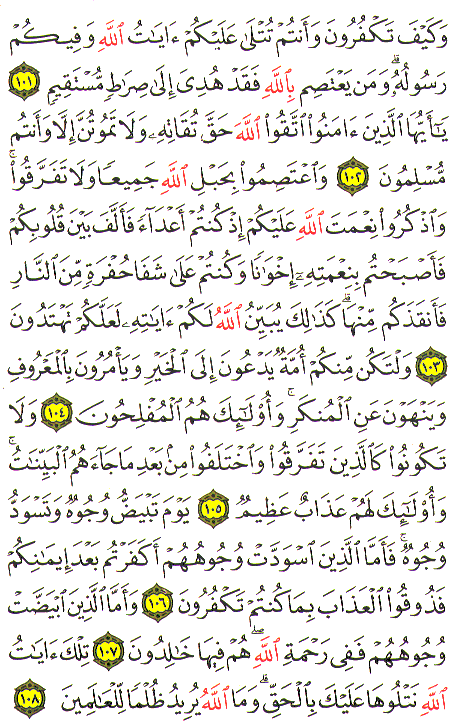 وَكَيْفَ تَكْفُرُونَ وَأَنتُمْ تُتْلَىٰ عَلَيْكُمْ ءَايَـٰتُ ٱللَّهِ وَفِيكُمْ
رَسُولُهُۥ ۗ وَمَن يَعْتَصِم بِٱللَّهِ فَقَدْ هُدِىَ إِلَىٰ صِرَٰطٍ مُّسْتَقِيمٍ ١٠١
يَـٰٓأَيُّهَا ٱلَّذِينَ ءَامَنُوا۟ ٱتَّقُوا۟ ٱللَّهَ حَقَّ تُقَاتِهِۦ وَلَا تَمُوتُنَّ إِلَّا وَأَنتُم
مُّسْلِمُونَ ١٠٢ وَٱعْتَصِمُوا۟ بِحَبْلِ ٱللَّهِ جَمِيعًا وَلَا تَفَرَّقُوا۟ ۚ
وَٱذْكُرُوا۟ نِعْمَتَ ٱللَّهِ عَلَيْكُمْ إِذْ كُنتُمْ أَعْدَآءً فَأَلَّفَ بَيْنَ قُلُوبِكُمْ
فَأَصْبَحْتُم بِنِعْمَتِهِۦٓ إِخْوَٰنًا وَكُنتُمْ عَلَىٰ شَفَا حُفْرَةٍ مِّنَ ٱلنَّارِ
فَأَنقَذَكُم مِّنْهَا ۗ كَذَٰلِكَ يُبَيِّنُ ٱللَّهُ لَكُمْ ءَايَـٰتِهِۦ لَعَلَّكُمْ تَهْتَدُونَ
١٠٣ وَلْتَكُن مِّنكُمْ أُمَّةٌ يَدْعُونَ إِلَى ٱلْخَيْرِ وَيَأْمُرُونَ بِٱلْمَعْرُوفِ
وَيَنْهَوْنَ عَنِ ٱلْمُنكَرِ ۚ وَأُو۟لَـٰٓئِكَ هُمُ ٱلْمُفْلِحُونَ ١٠٤ وَلَا
تَكُونُوا۟ كَٱلَّذِينَ تَفَرَّقُوا۟ وَٱخْتَلَفُوا۟ مِنۢ بَعْدِ مَا جَآءَهُمُ ٱلْبَيِّنَـٰتُ ۚ
وَأُو۟لَـٰٓئِكَ لَهُمْ عَذَابٌ عَظِيمٌ ١٠٥ يَوْمَ تَبْيَضُّ وُجُوهٌ وَتَسْوَدُّ
وُجُوهٌ ۚ فَأَمَّا ٱلَّذِينَ ٱسْوَدَّتْ وُجُوهُهُمْ أَكَفَرْتُم بَعْدَ إِيمَـٰنِكُمْ
فَذُوقُوا۟ ٱلْعَذَابَ بِمَا كُنتُمْ تَكْفُرُونَ ١٠٦ وَأَمَّا ٱلَّذِينَ ٱبْيَضَّتْ
وُجُوهُهُمْ فَفِى رَحْمَةِ ٱللَّهِ ۖ هُمْ فِيهَا خَـٰلِدُونَ ١٠٧ تِلْكَ ءَايَـٰتُ
ٱللَّهِ نَتْلُوهَا عَلَيْكَ بِٱلْحَقِّ ۗ وَمَا ٱللَّهُ يُرِيدُ ظُلْمًا لِّلْعَـٰلَمِينَ ١٠٨